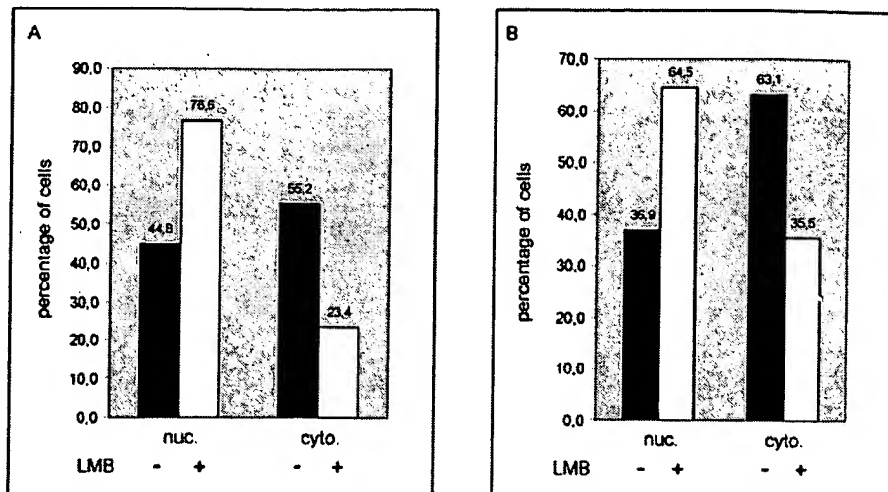 A
90,0
80,0
70,0
60,0
50,0
40,0
30,0
20,0
10,0
0,0
percentage of cells
44,8
76,6
55,2
23,4
nuc.
cyto.
LMB - + - +
B
70,0
60,0
50,0
40,0
30,0
20,0
10,0
0,0
percentage of cells
36,9
64,5
63,1
35,5
nuc.
cyto.
LMB - + - +